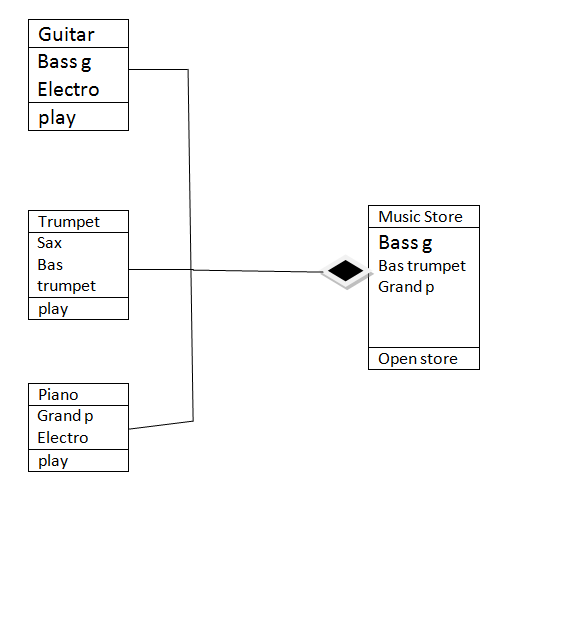 Guitar
Bass g
Electro
play
Trumpet
Sax
Bas
trumpet
play
Piano
Grand p
Electro
play
Music Store
Bass g
Bas trumpet
Grand p
Open store